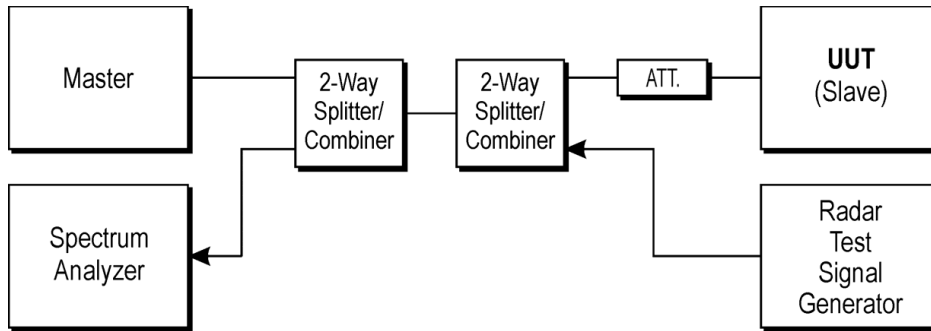 Master
2-Way
Splitter/
Combiner
2-Way
Splitter/
Combiner
ATT.
UUT
(Slave)
Spectrum
Analyzer
Radar
Test
Signal
Generator